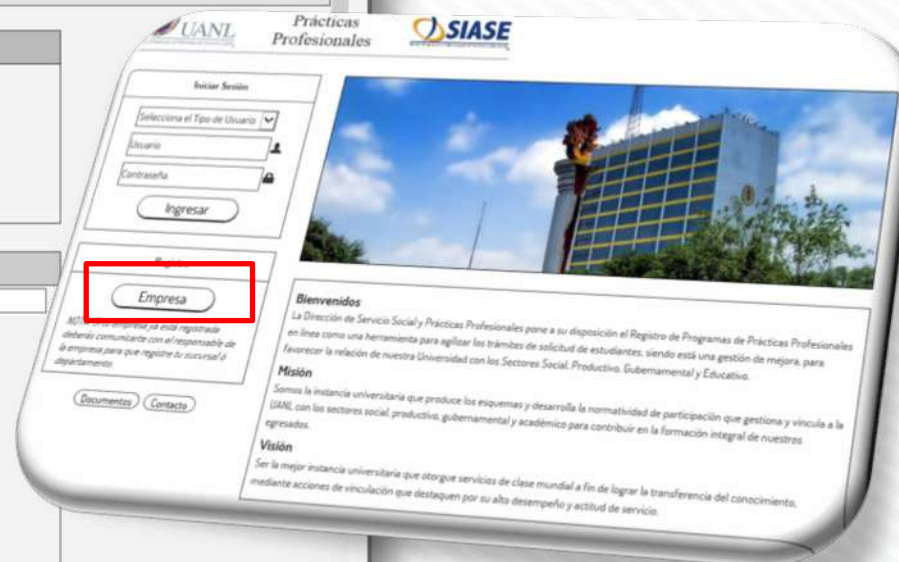 UANL
Prácticas
Profesionales
SIASE
Iniciar Sesión
Selecciona el Tipo de Usuario
Usuario
Contraseña
Ingresar
Registro
Empresa
NOTA: Si tu empresa ya está registrada
deberás comunicarte con el responsable de
la empresa para que registre tu sucursal ó
departamento.
Documentos
Contacto
Bienvenidos
La Dirección de Servicio Social y Prácticas Profesionales pone a su disposición el Registro de Programas de Prácticas Profesionales
en línea como una herramienta para agilizar los trámites de solicitud de estudiantes, siendo está una gestión de mejora, para
favorecer la relación de nuestra Universidad con los Sectores Social, Productivo, Gubernamental y Educativo.
Misión
Somos la instancia universitaria que produce los esquemas y desarrolla la normatividad de participación que gestiona y vincula a la
UANL con los sectores social, productivo, gubernamental y académico para contribuir en la formación integral de nuestros
egresados.
Visión
Ser la mejor instancia universitaria que otorgue servicios de clase mundial a fin de lograr la transferencia del conocimiento,
mediante acciones de vinculación que destaquen por su alto desempeño y actitud de servicio.